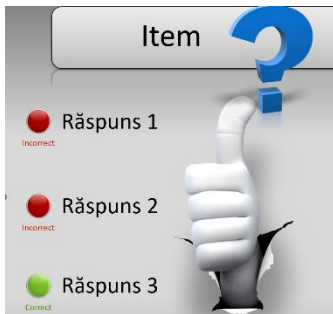 Item ?
Răspuns 1
Incorrect
Răspuns 2
Incorrect
Răspuns 3
Correct